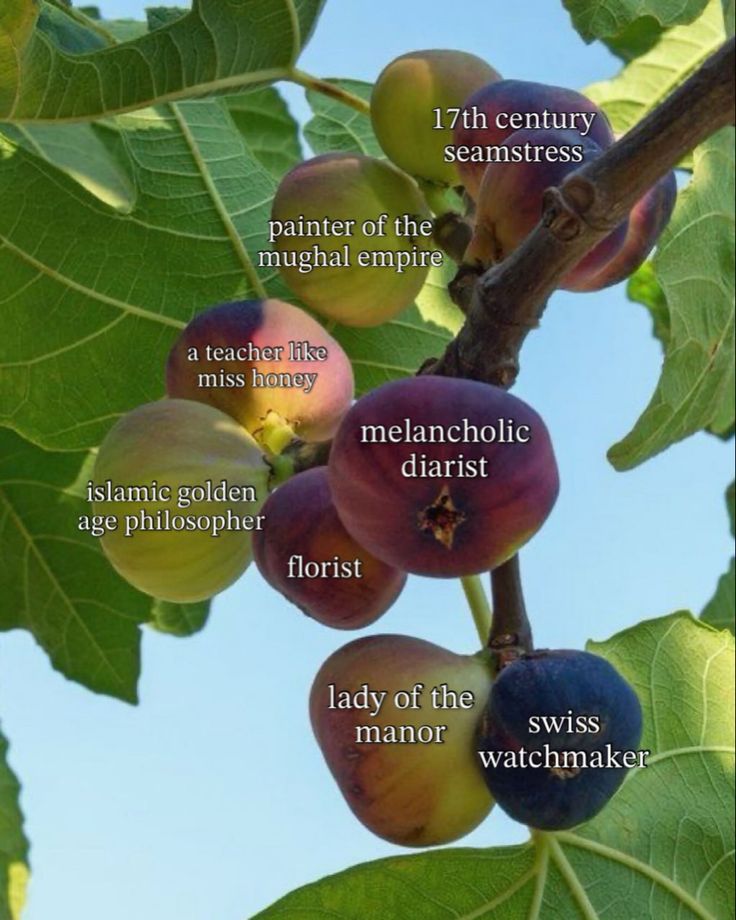 17th century
seamstress
painter of the
mughal empire
a teacher like
miss honey
melancholic
diarist
islamic golden
age philosopher
florist
lady of the
manor
swiss
watchmaker